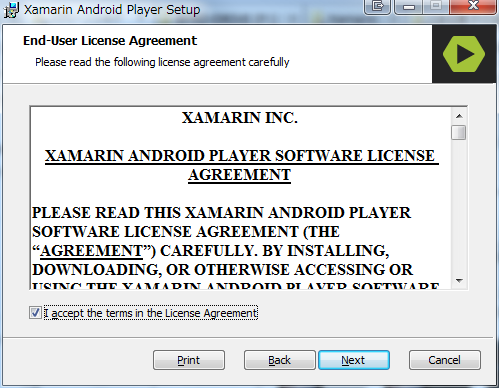 Xamarin Android Player Setup
End-User License Agreement
Please read the following license agreement carefully
XAMARIN INC.
XAMARIN ANDROID PLAYER SOFTWARE LICENSE
AGREEMENT
PLEASE READ THIS XAMARIN ANDROID PLAYER
SOFTWARE LICENSE AGREEMENT (THE
“AGREEMENT”) CAREFULLY. BY INSTALLING,
DOWNLOADING, OR OTHERWISE ACCESSING OR
USING THE XAMARIN ANDROID PLAYER SOFTWARE
I accept the terms in the License Agreement
Print Back Next Cancel